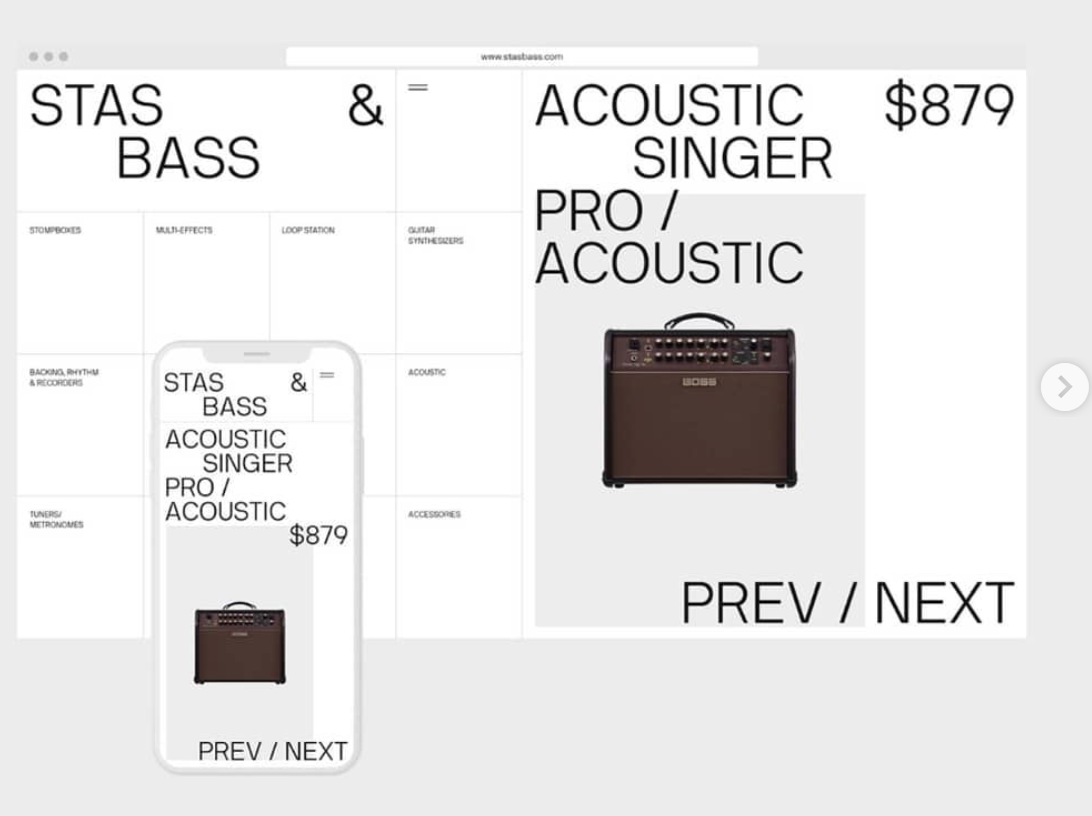 www.stasbass.com
STAS &
BASS
STOMPBOXES
MULTI-EFFECTS
LOOP STATION
GUITAR
SYNTHESIZERS
BACKING, RHYTHM
& RECORDERS
ACOUSTIC
TUNERS/
METRONOMES
ACCESSORIES
ACOUSTIC $879
SINGER
PRO /
ACOUSTIC
BOSS
PREV / NEXT
STAS &
BASS
ACOUSTIC
SINGER
PRO /
ACOUSTIC
$879
BOSS
PREV / NEXT